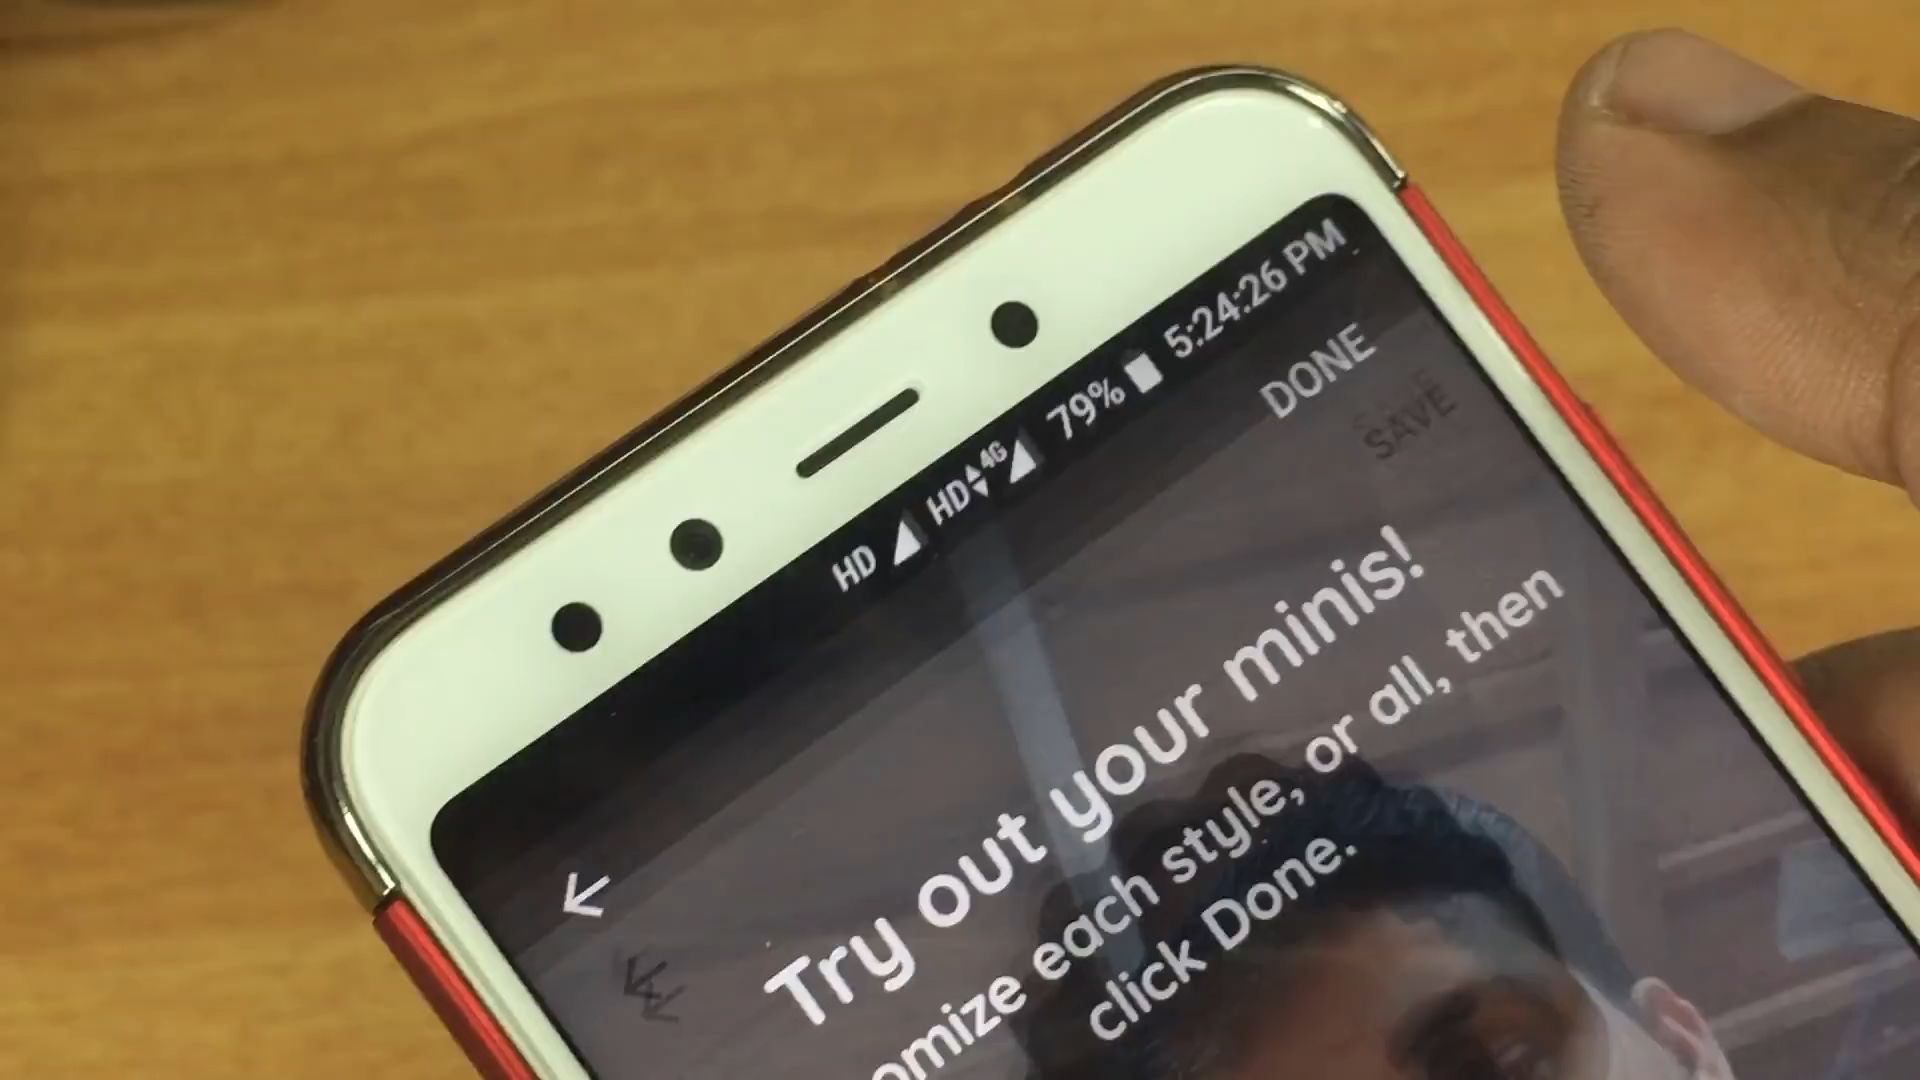 HD HD 4G 79% 5:24:26 PM
DONE
SAVE
Try out your minis!
omize each style, or all, then
click Done.